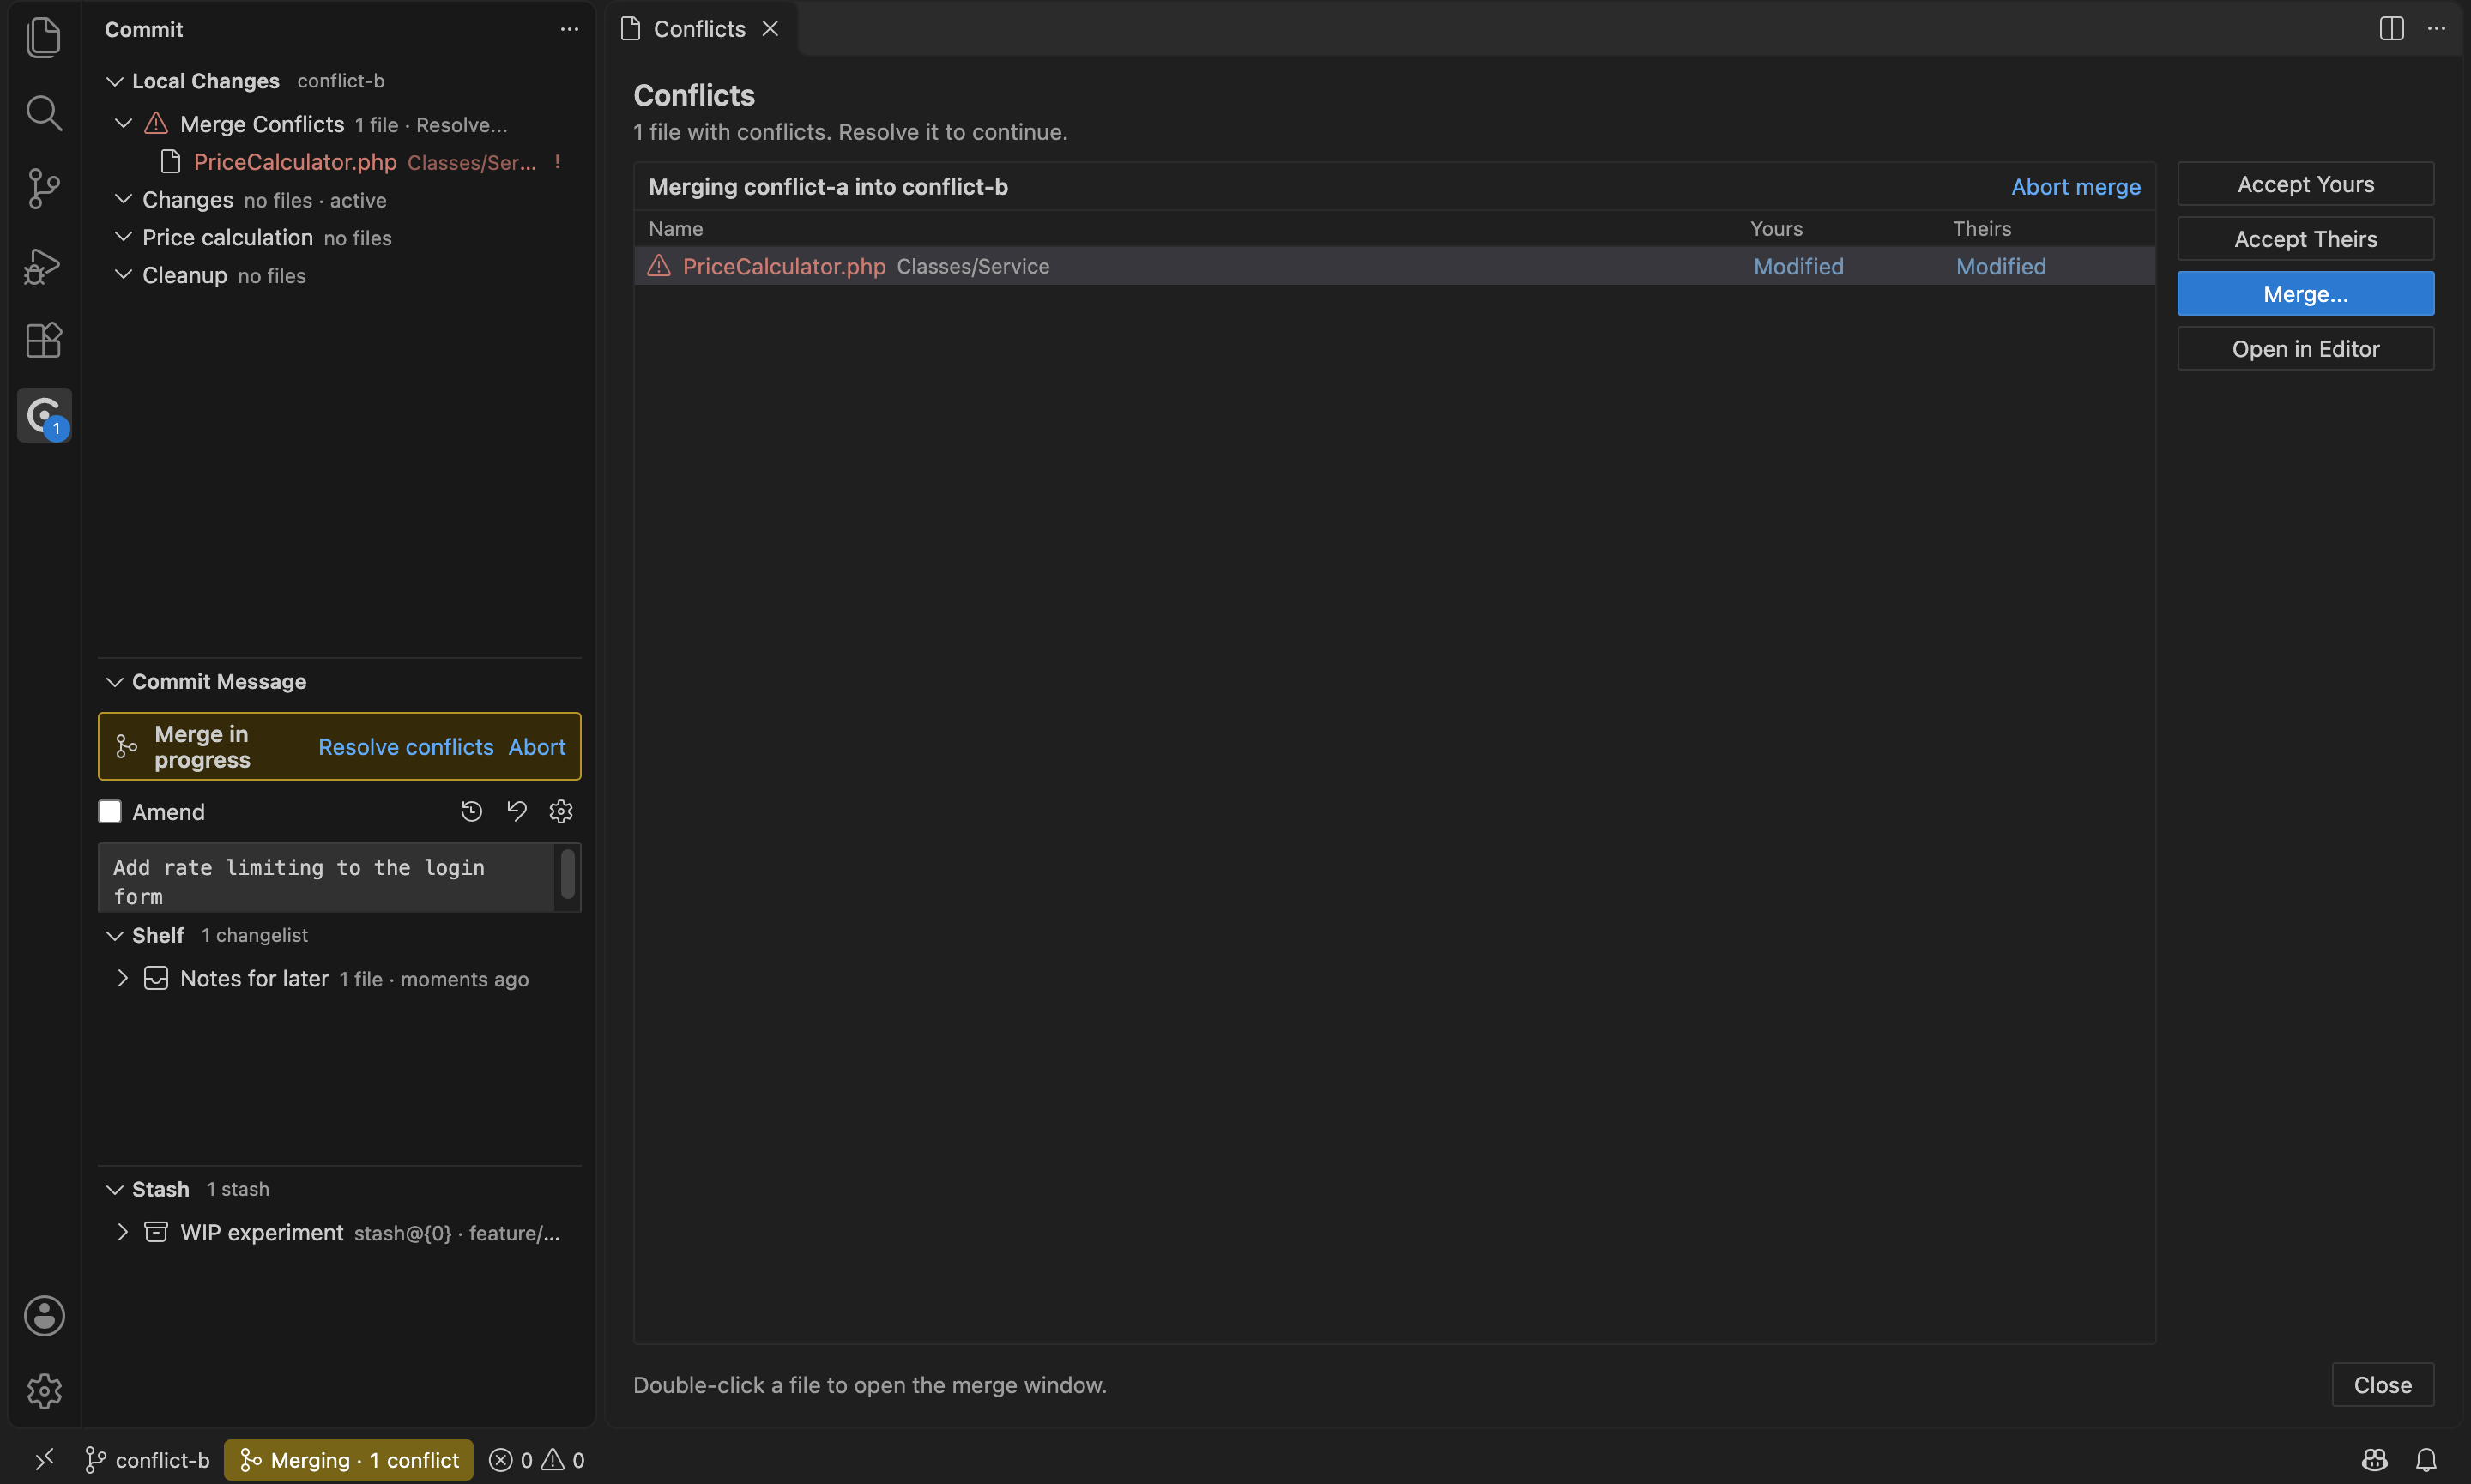 Commit
Local Changes conflict-b
Merge Conflicts 1 file · Resolve...
PriceCalculator.php Classes/Ser... !
Changes no files · active
Price calculation no files
Cleanup no files
1
Commit Message
Merge in
progress
Resolve conflicts Abort
Amend
Add rate limiting to the login
form
Shelf 1 changelist
Notes for later 1 file · moments ago
Stash 1 stash
WIP experiment stash@{0} · feature/...
Conflicts
Conflicts
1 file with conflicts. Resolve it to continue.
Merging conflict-a into conflict-b Abort merge
Name Yours Theirs
PriceCalculator.php Classes/Service Modified Modified
Accept Yours
Accept Theirs
Merge...
Open in Editor
Double-click a file to open the merge window.
Close
conflict-b Merging · 1 conflict 0 0